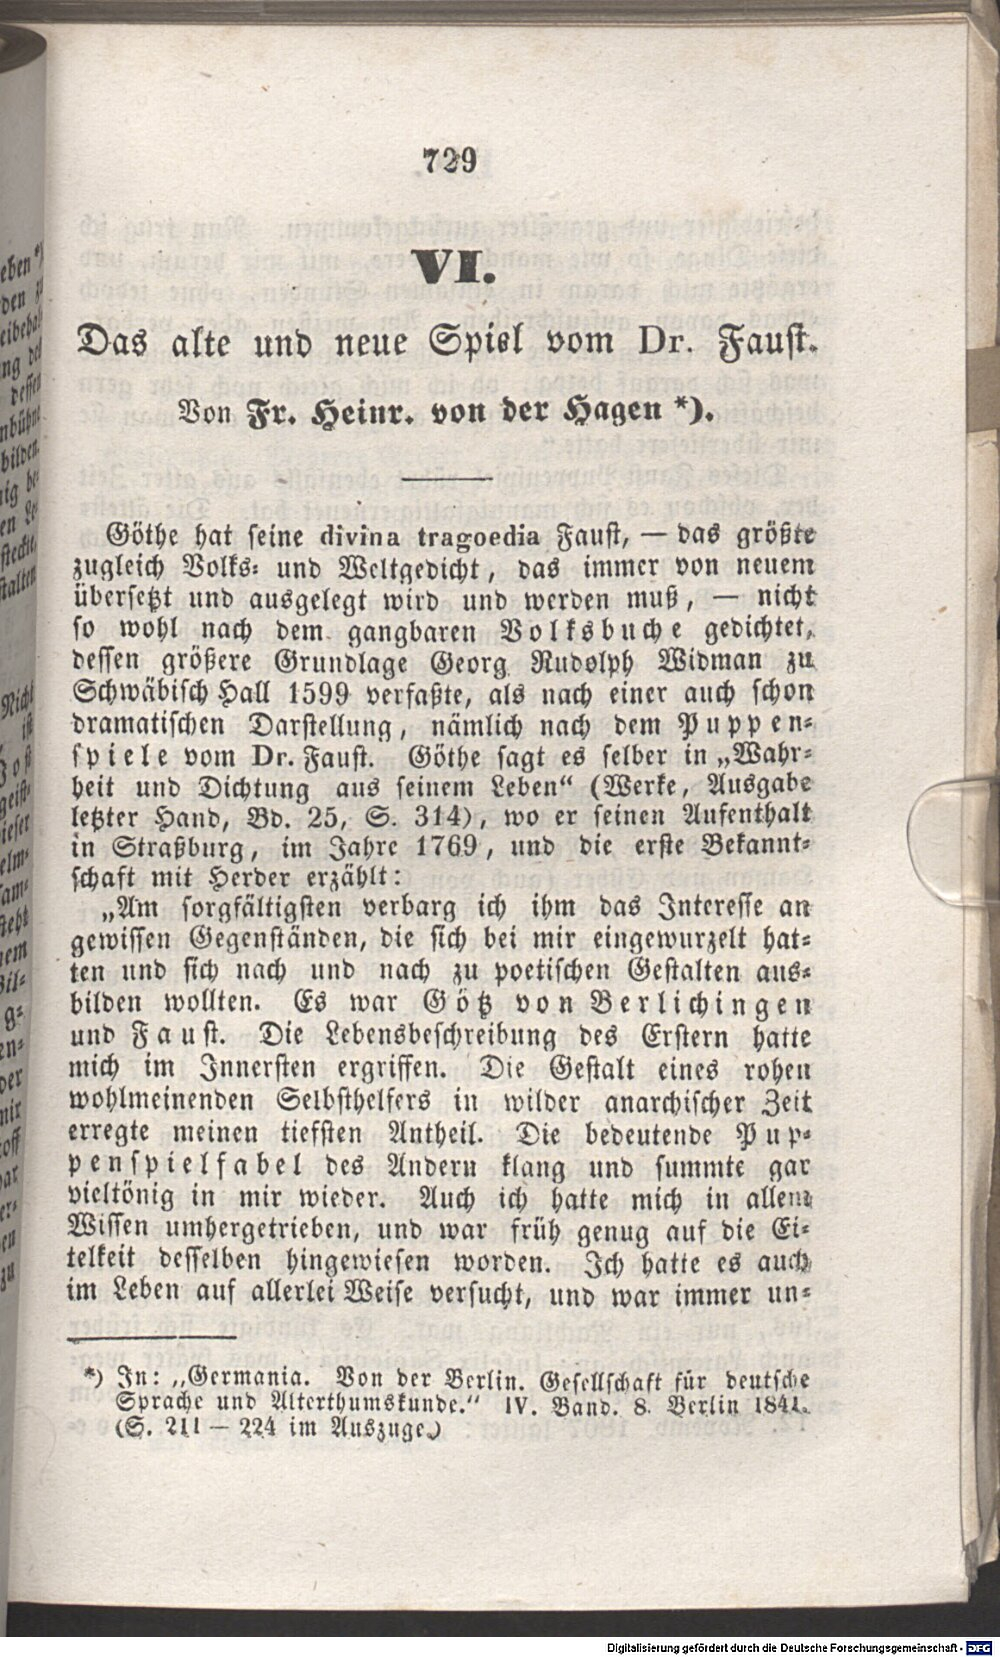 729
VI.
Das alte und neue Spiel vom Dr. Faust.
Von Fr. Heinr. von der Hagen *).
Göthe hat seine divina tragoedia Faust, — das größte
zugleich Volks- und Weltgedicht, das immer von neuem
übersetzt und ausgelegt wird und werden muß, — nicht
so wohl nach dem gangbaren Volksbuche gedichtet,
dessen größere Grundlage Georg Rudolph Widman zu
Schwäbisch Hall 1599 verfaßte, als nach einer auch schon
dramatischen Darstellung, nämlich nach dem Puppen-
spiele vom Dr. Faust. Göthe sagt es selber in „Wahr-
heit und Dichtung aus seinem Leben“ (Werke, Ausgabe
letzter Hand, Bd. 25, S. 314), wo er seinen Aufenthalt
in Straßburg, im Jahre 1769, und die erste Bekannt-
schaft mit Herder erzählt:
„Am sorgfältigsten verbarg ich ihm das Interesse an
gewissen Gegenständen, die sich bei mir eingewurzelt hat-
ten und sich nach und nach zu poetischen Gestalten aus-
bilden wollten. Es war Götz von Berlichingen
und Faust. Die Lebensbeschreibung des Erstern hatte
mich im Innersten ergriffen. Die Gestalt eines rohen
wohlmeinenden Selbsthelfers in wilder anarchischer Zeit
erregte meinen tiefsten Antheil. Die bedeutende Pup-
penspielfabel des Andern klang und summte gar
vieltönig in mir wieder. Auch ich hatte mich in allem
Wissen umhergetrieben, und war früh genug auf die Ei-
telkeit desselben hingewiesen worden. Ich hatte es auch
im Leben auf allerlei Weise versucht, und war immer un-
*) In: „Germania. Von der Berlin. Gesellschaft für deutsche
Sprache und Alterthumskunde.“ IV. Band. 8. Berlin 1841.
(S. 211 — 224 im Auszuge.)
Digitalisierung gefördert durch die Deutsche Forschungsgemeinschaft - DFG